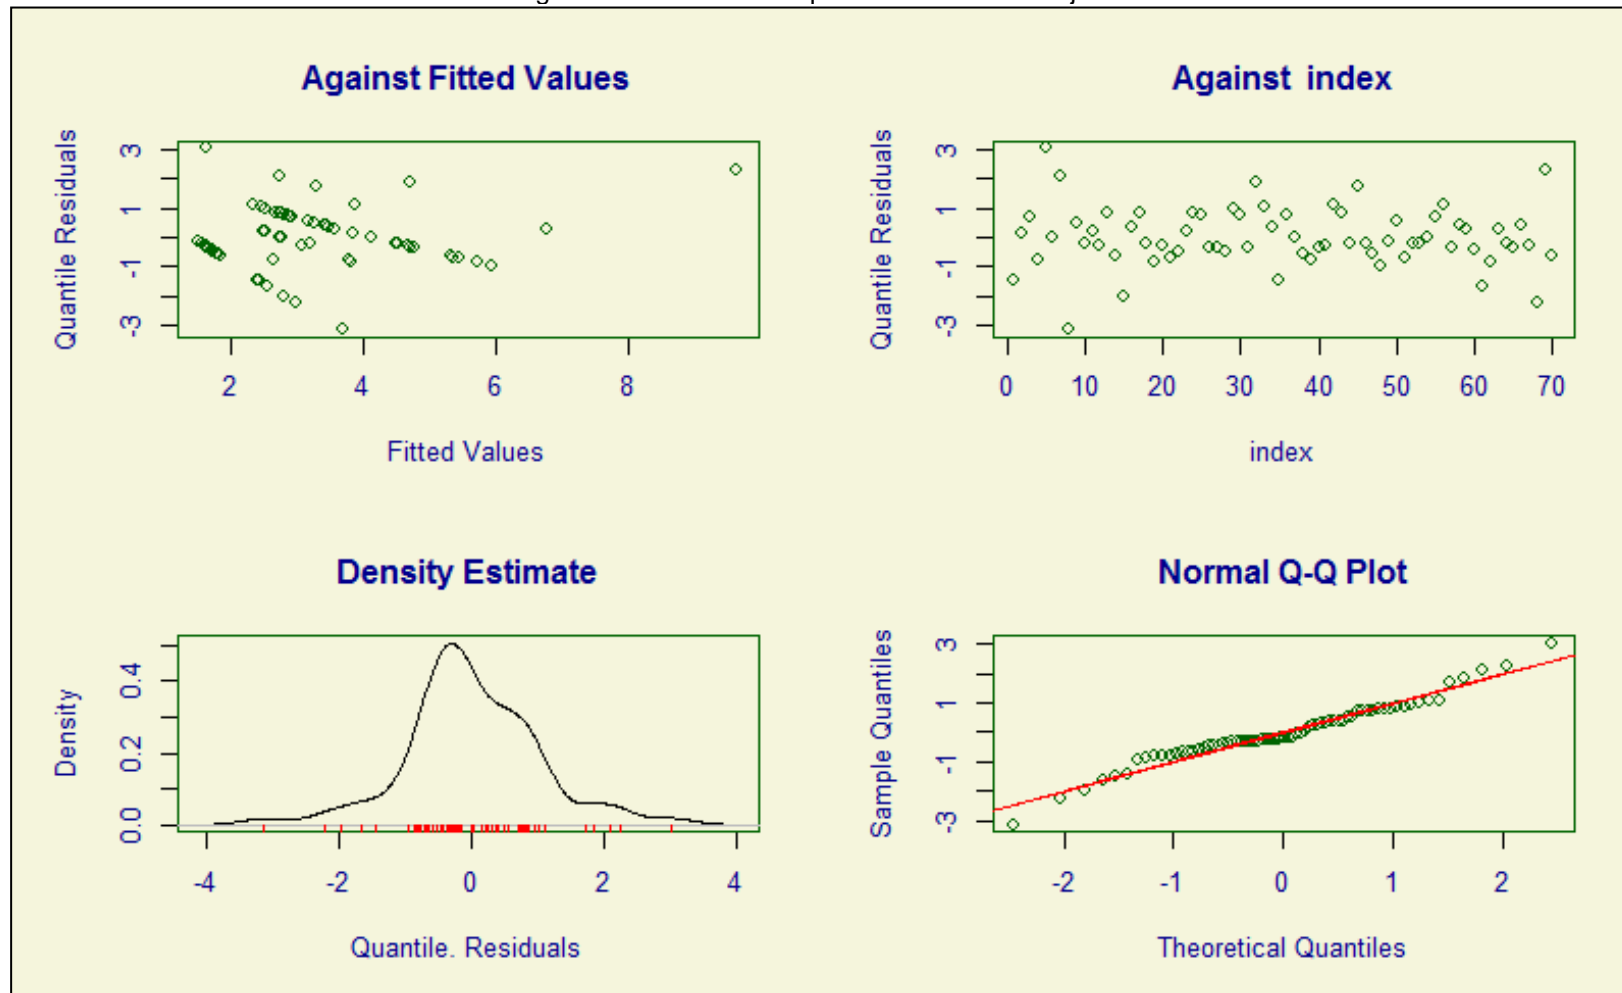 Against Fitted Values
Quantile Residuals
3
1
-1
-3
2 4 6 8
Fitted Values
Against index
Quantile Residuals
3
1
-1
-3
0 10 20 30 40 50 60 70
index
Density Estimate
Density
0.4
0.2
0.0
-4 -2 0 2 4
Quantile. Residuals
Normal Q-Q Plot
Sample Quantiles
3
1
-1
-3
-2 -1 0 1 2
Theoretical Quantiles